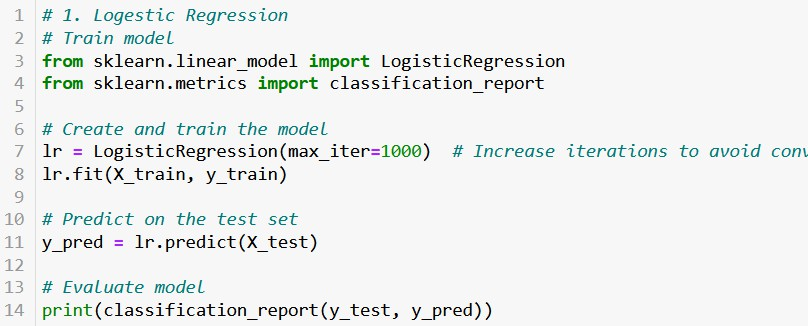 1 # 1. Logestic Regression
2 # Train model
3 from sklearn.linear_model import LogisticRegression
4 from sklearn.metrics import classification_report
5
6 # Create and train the model
7 lr = LogisticRegression(max_iter=1000)  # Increase iterations to avoid conv
8 lr.fit(X_train, y_train)
9
10 # Predict on the test set
11 y_pred = lr.predict(X_test)
12
13 # Evaluate model
14 print(classification_report(y_test, y_pred))